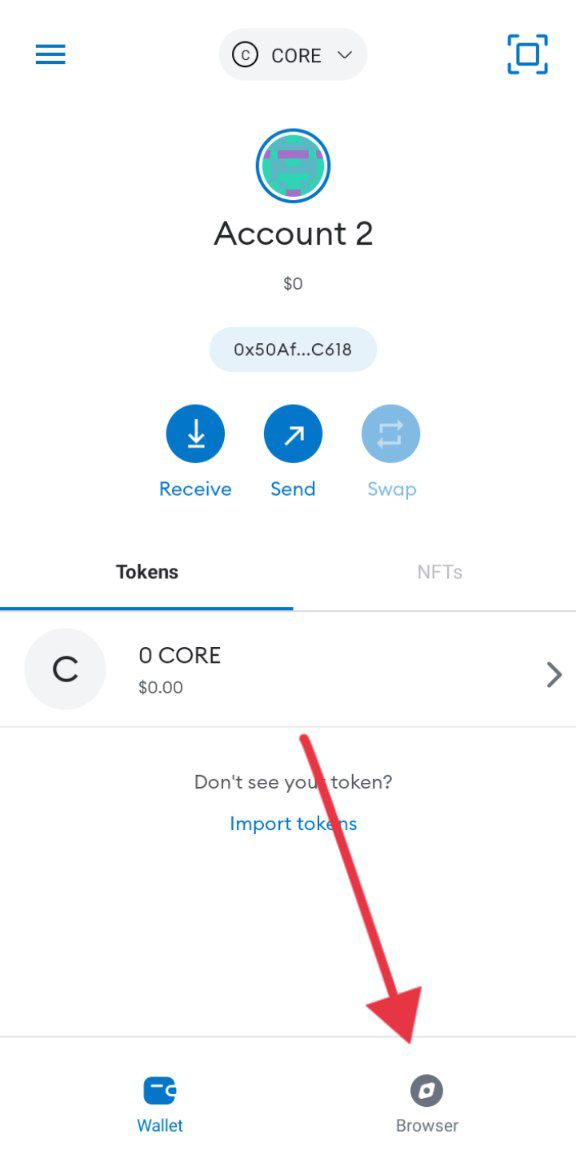 C CORE
Account 2
$0
0x50Af...C618
Receive Send Swap
Tokens NFTs
C
0 CORE
$0.00
Don't see your token?
Import tokens
Wallet Browser